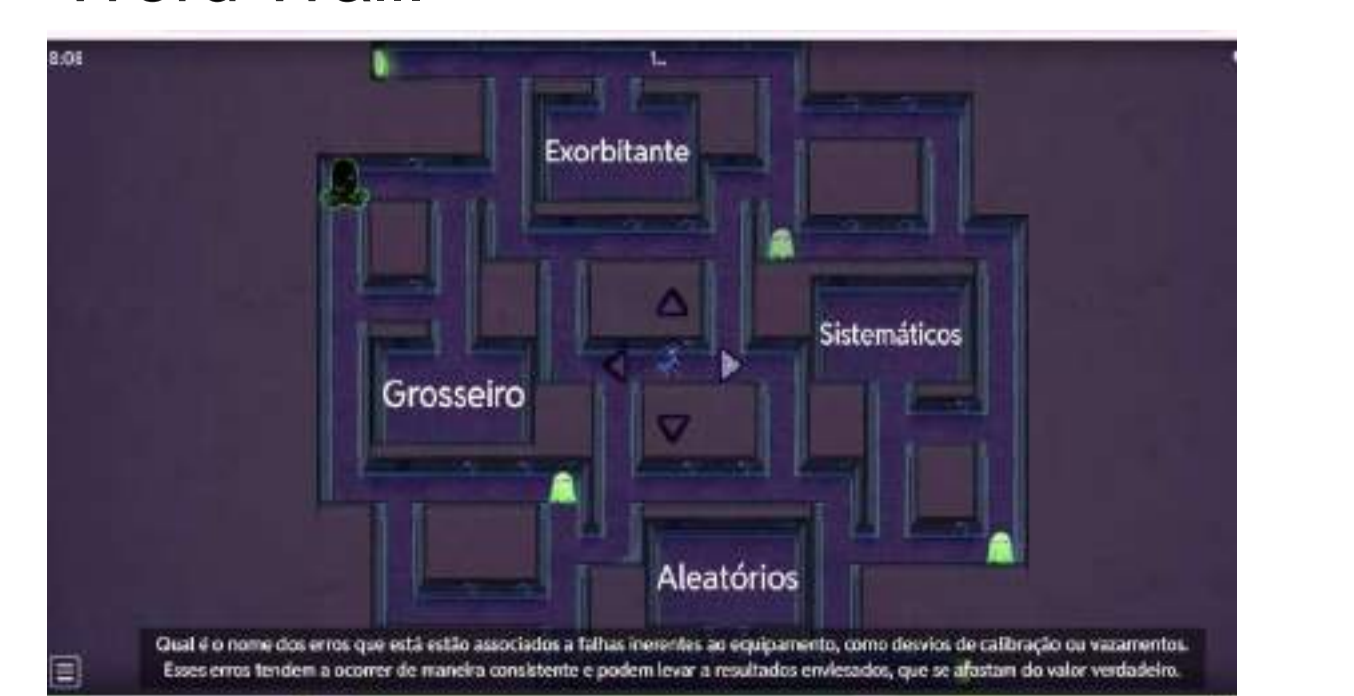 8:08
1...
Exorbitante
Sistemáticos
Grosseiro
Aleatórios
Qual é o nome dos erros que está estão associados a falhas inerentes ao equipamento, como desvios de calibração ou vazamentos.
Esses erros tendem a ocorrer de maneira consistente e podem levar a resultados enviesados, que se afastam do valor verdadeiro.